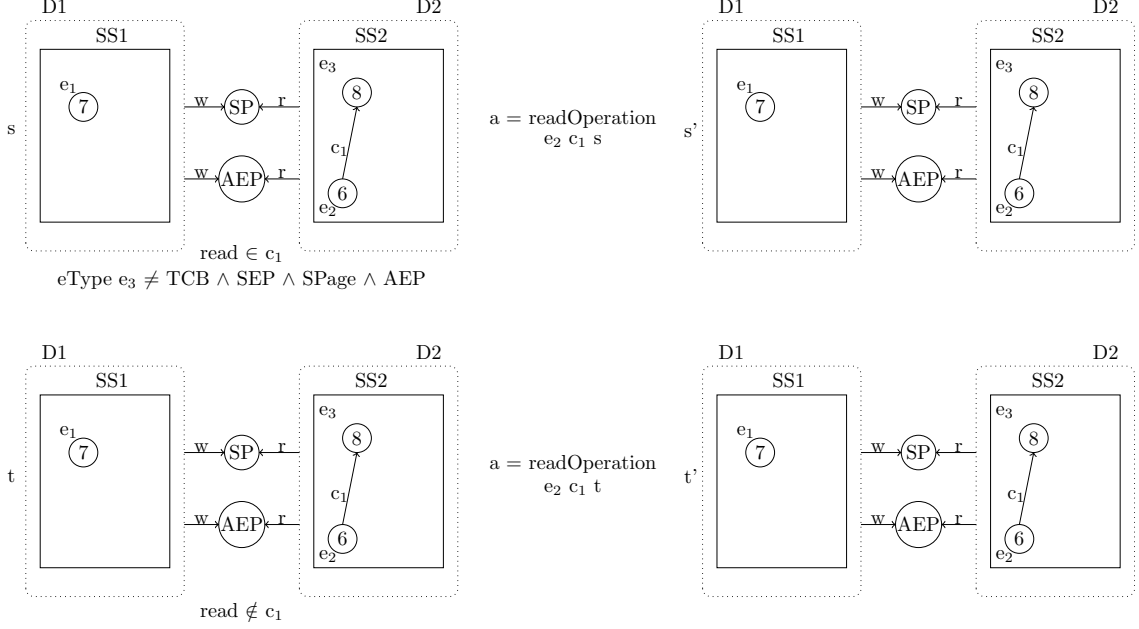 D1 D2 D1 D2
SS1 SS2 SS1 SS2
e₁ 7 w SP r e₃ 8
s c₁ a = readOperation s'
e₂ c₁ s
w AEP r 6 e₂
e₁ 7 w SP r e₃ 8
c₁
w AEP r 6 e₂
read ∈ c₁
eType e₃ ≠ TCB ∧ SEP ∧ SPage ∧ AEP
D1 D2 D1 D2
SS1 SS2 SS1 SS2
e₁ 7 w SP r e₃ 8
t c₁ a = readOperation t'
e₂ c₁ t
w AEP r 6 e₂
e₁ 7 w SP r e₃ 8
c₁
w AEP r 6 e₂
read ∉ c₁